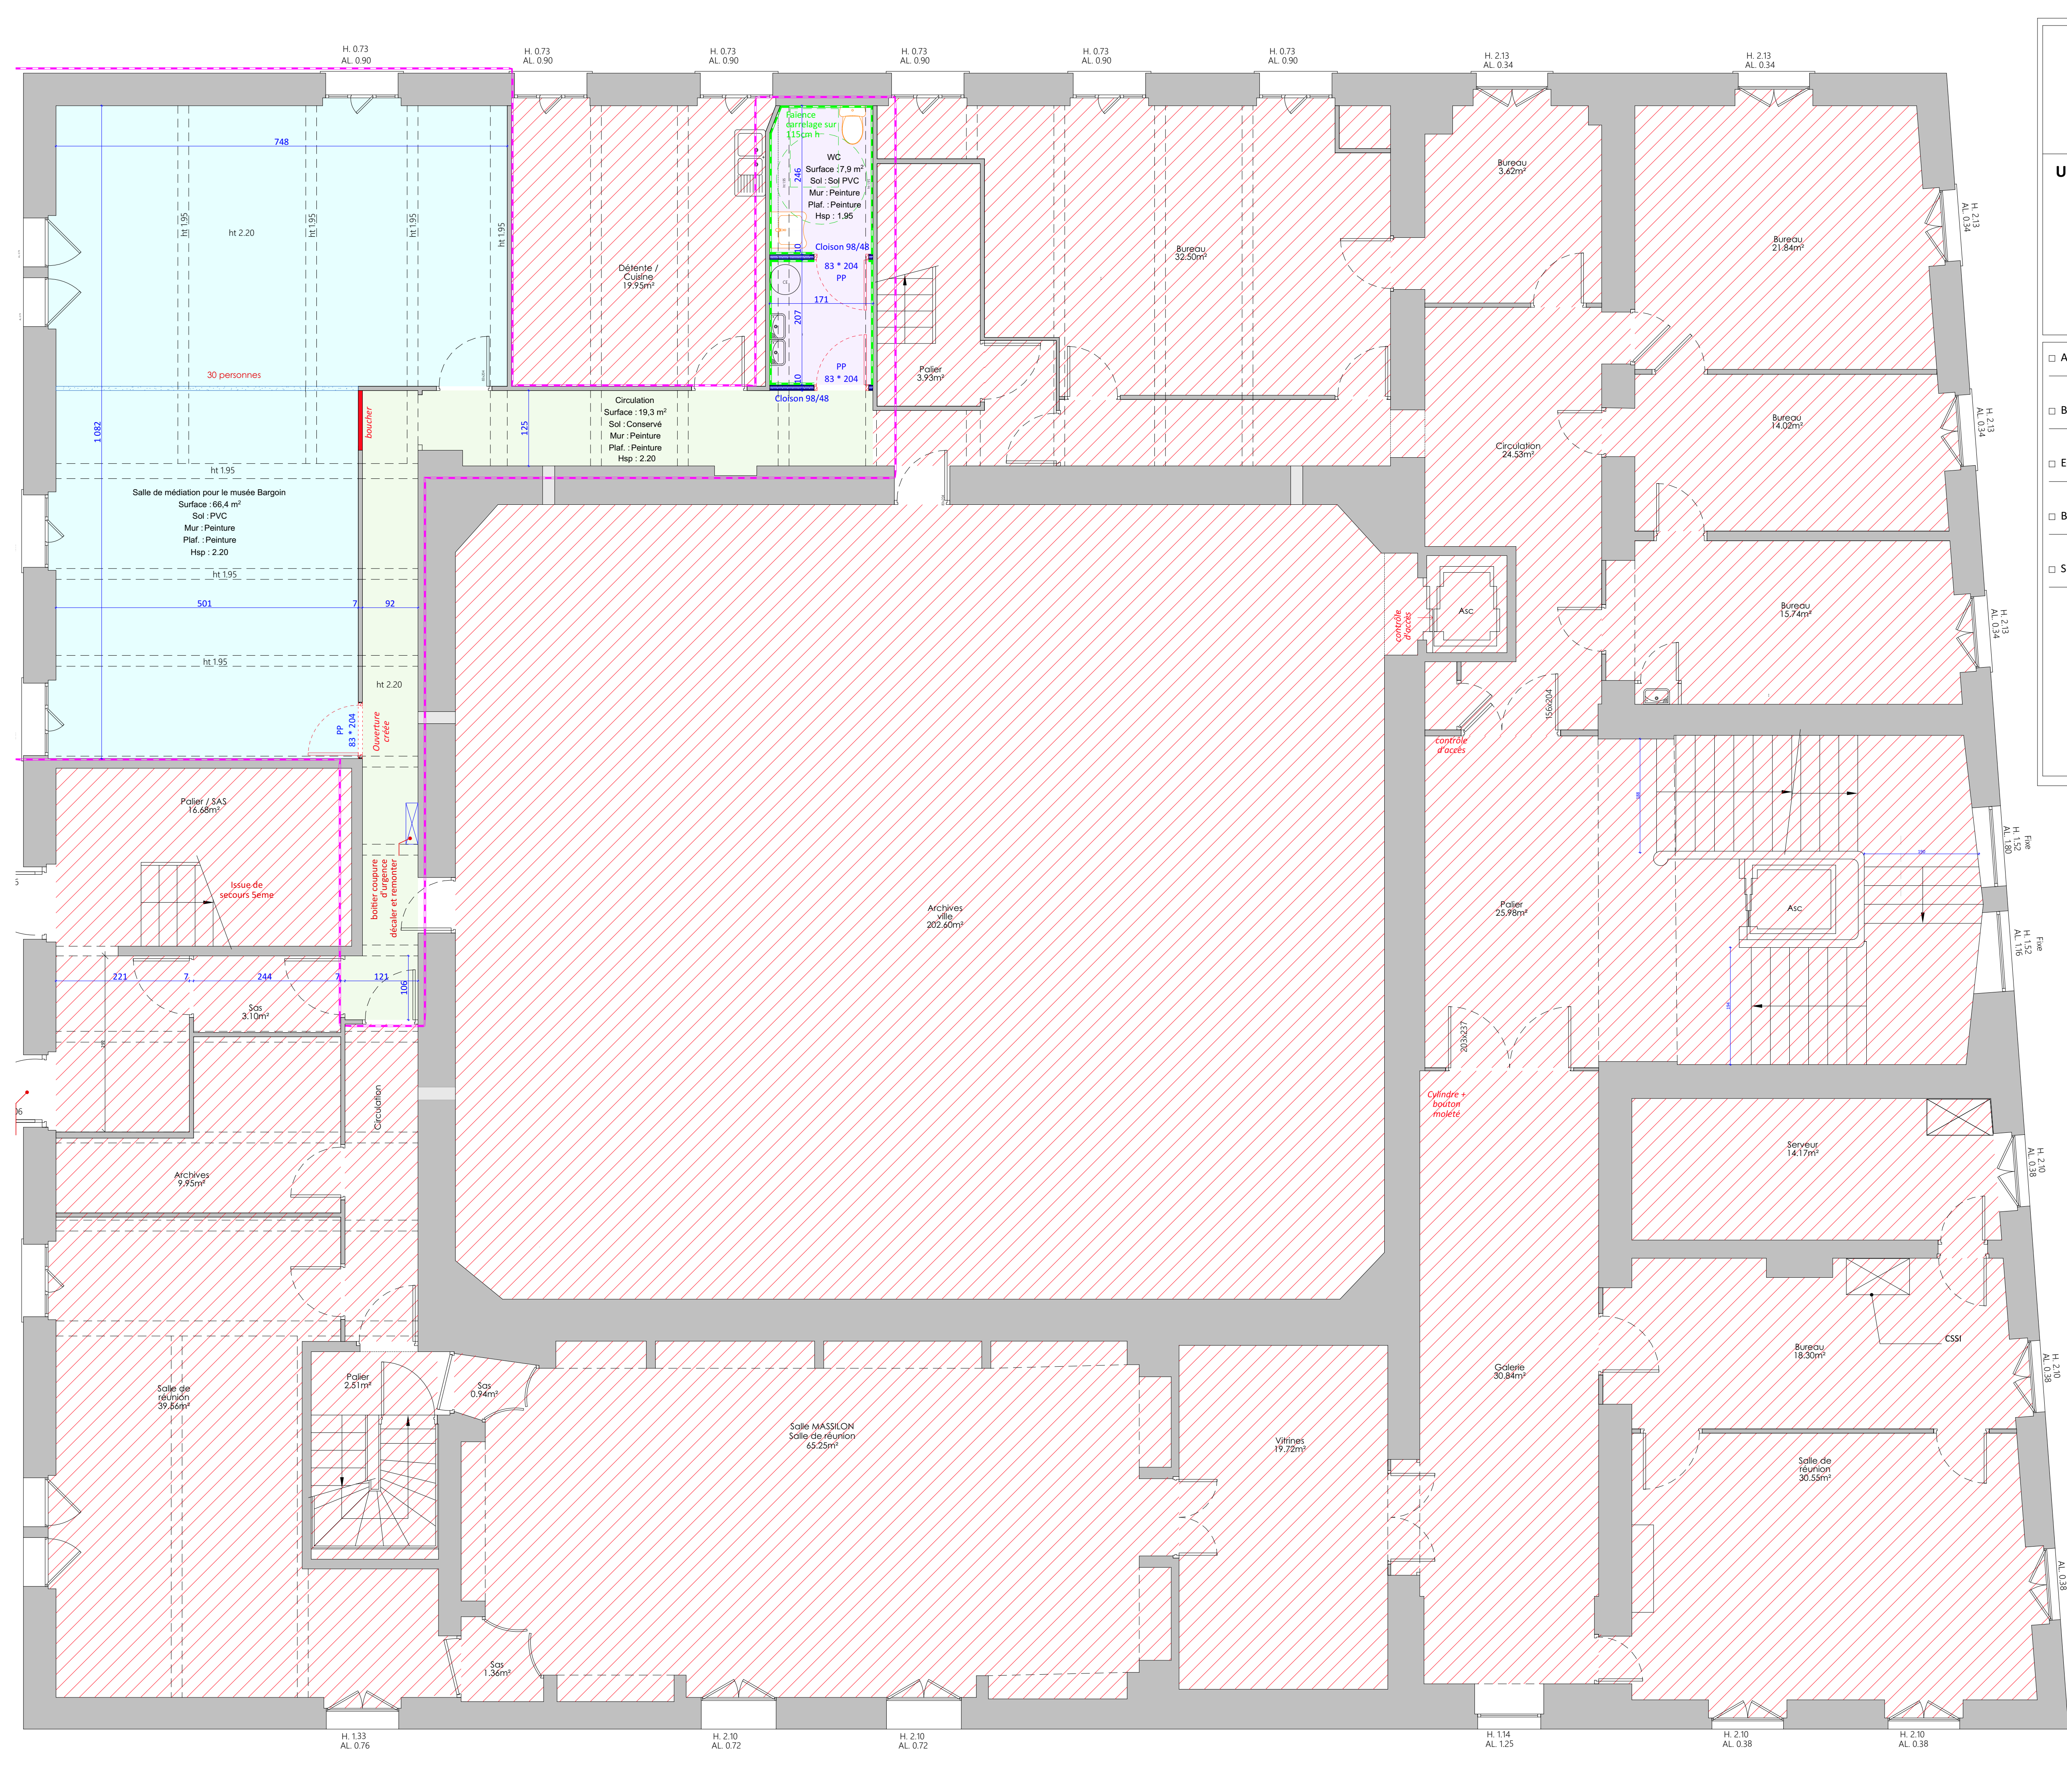 H. 0.73
AL. 0.90
H. 0.73
AL. 0.90
H. 0.73
AL. 0.90
H. 0.73
AL. 0.90
H. 0.73
AL. 0.90
H. 0.73
AL. 0.90
H. 2.13
AL. 0.34
H. 2.13
AL. 0.34
Faïence
carrelage sur
115cm h
748
WC
Surface : 7,9 m²
Sol : Sol PVC
Mur : Peinture
Plaf. : Peinture
Hsp : 1.95
246
10
Cloison 98/48
83 * 204
PP
171
207
PP
83 * 204
10
Cloison 98/48
Bureau
3.62m²
Bureau
21.84m²
H. 2.13
AL. 0.34
U
ht 1.95
ht 2.20
ht 1.95
ht 1.95
ht 1.95
Détente /
Cuisine
19.95m²
Bureau
32.50m²
A
30 personnes
Palier
3.93m²
boucher
Circulation
Surface : 19,3 m²
Sol : Conservé
Mur : Peinture
Plaf. : Peinture
Hsp : 2.20
125
1 082
Circulation
24.53m²
Bureau
14.02m²
H. 2.13
AL. 0.34
B
E
B
S
ht 1.95
Salle de médiation pour le musée Bargoin
Surface : 66,4 m²
Sol : PVC
Mur : Peinture
Plaf. : Peinture
Hsp : 2.20
ht 1.95
501
7
92
ht 1.95
ht 2.20
Asc
contrôle
d'accès
Bureau
15.74m²
H. 2.13
AL. 0.34
PP
83 * 204
Ouverture
créée
156x204
contrôle
d'accès
Palier / SAS
16.68m²
Issue de
secours 5eme
boitier coupure
d'urgence
décaler et remonter
Archives
ville
202.60m²
Palier
25.98m²
Asc
Fixe
H. 1.52
AL. 1.80
Fixe
H. 1.52
AL. 1.16
221
7
244
7
121
106
Sas
3.10m²
203x237
Circulation
Cylindre +
bouton
moleté
Archives
9.95m²
Serveur
14.17m²
H. 2.10
AL. 0.38
CSSI
Bureau
18.30m²
H. 2.10
AL. 0.38
Salle de
réunion
39.56m²
Palier
2.51m²
Sas
0.94m²
Galerie
30.84m²
Salle MASSILON
Salle de réunion
65.25m²
Vitrines
19.72m²
Salle de
réunion
30.55m²
AL. 0.38
Sas
1.36m²
H. 1.33
AL. 0.76
H. 2.10
AL. 0.72
H. 2.10
AL. 0.72
H. 1.14
AL. 1.25
H. 2.10
AL. 0.38
H. 2.10
AL. 0.38